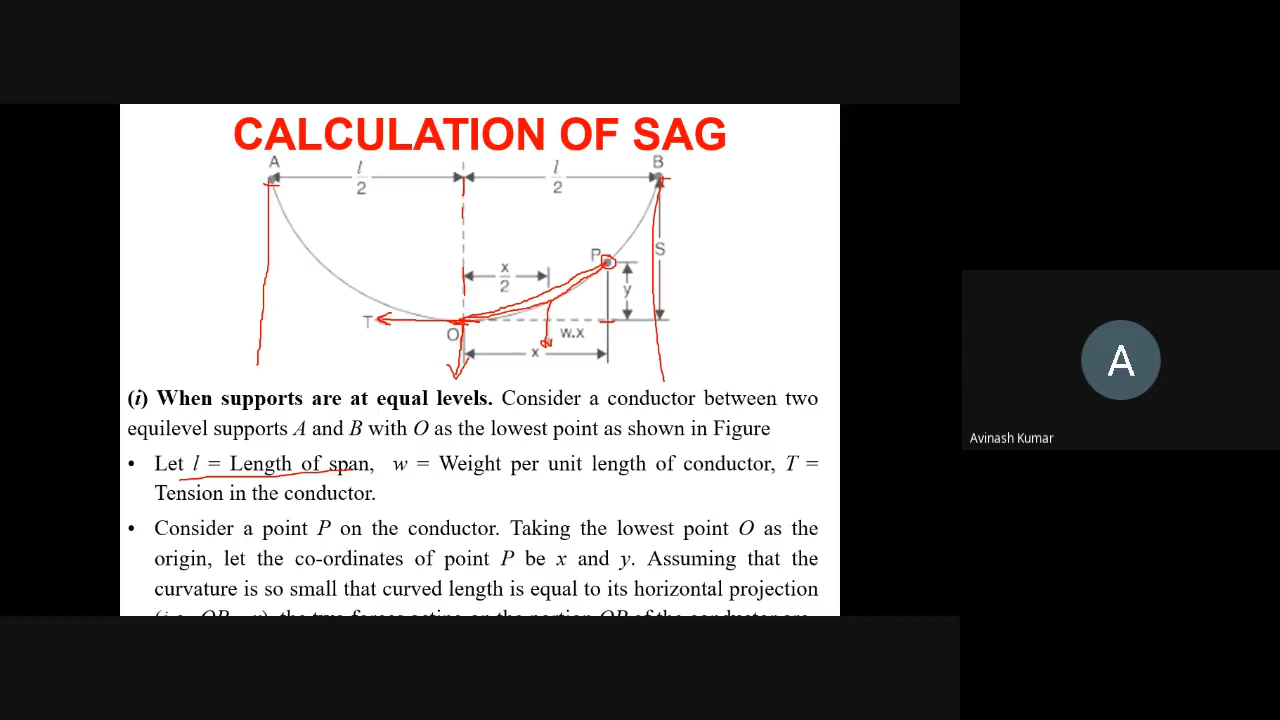 CALCULATION OF SAG
A
l
2
l
2
B
P
S
x
2
y
T
O
w.x
x
(i) When supports are at equal levels. Consider a conductor between two
equilevel supports A and B with O as the lowest point as shown in Figure
• Let l = Length of span, w = Weight per unit length of conductor, T =
Tension in the conductor.
• Consider a point P on the conductor. Taking the lowest point O as the
origin, let the co-ordinates of point P be x and y. Assuming that the
curvature is so small that curved length is equal to its horizontal projection
A
Avinash Kumar